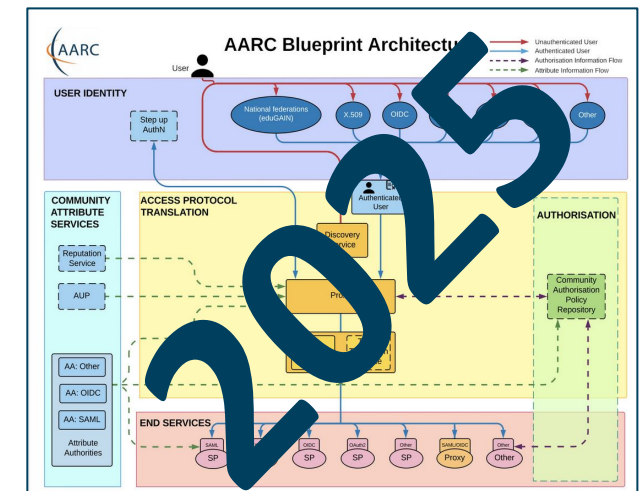 AARC
AARC Blueprint Architectu
User
Unauthenticated User
Authenticated User
Authorisation Information Flow
Attribute Information Flow
USER IDENTITY
Step up
AuthN
National federations
(eduGAIN)
X.509
OIDC
Other
COMMUNITY
ATTRIBUTE
SERVICES
ACCESS PROTOCOL
TRANSLATION
Authenticated
User
AUTHORISATION
Reputation
Service
Discovery
Service
AUP
Community
Authorisation
Policy
Repository
AA: Other
AA: OIDC
AA: SAML
Attribute
Authorities
END SERVICES
SAML
SP
OIDC
SP
OAuth2
SP
Other
SP
SAML/OIDC
Proxy
Other
Other
2025